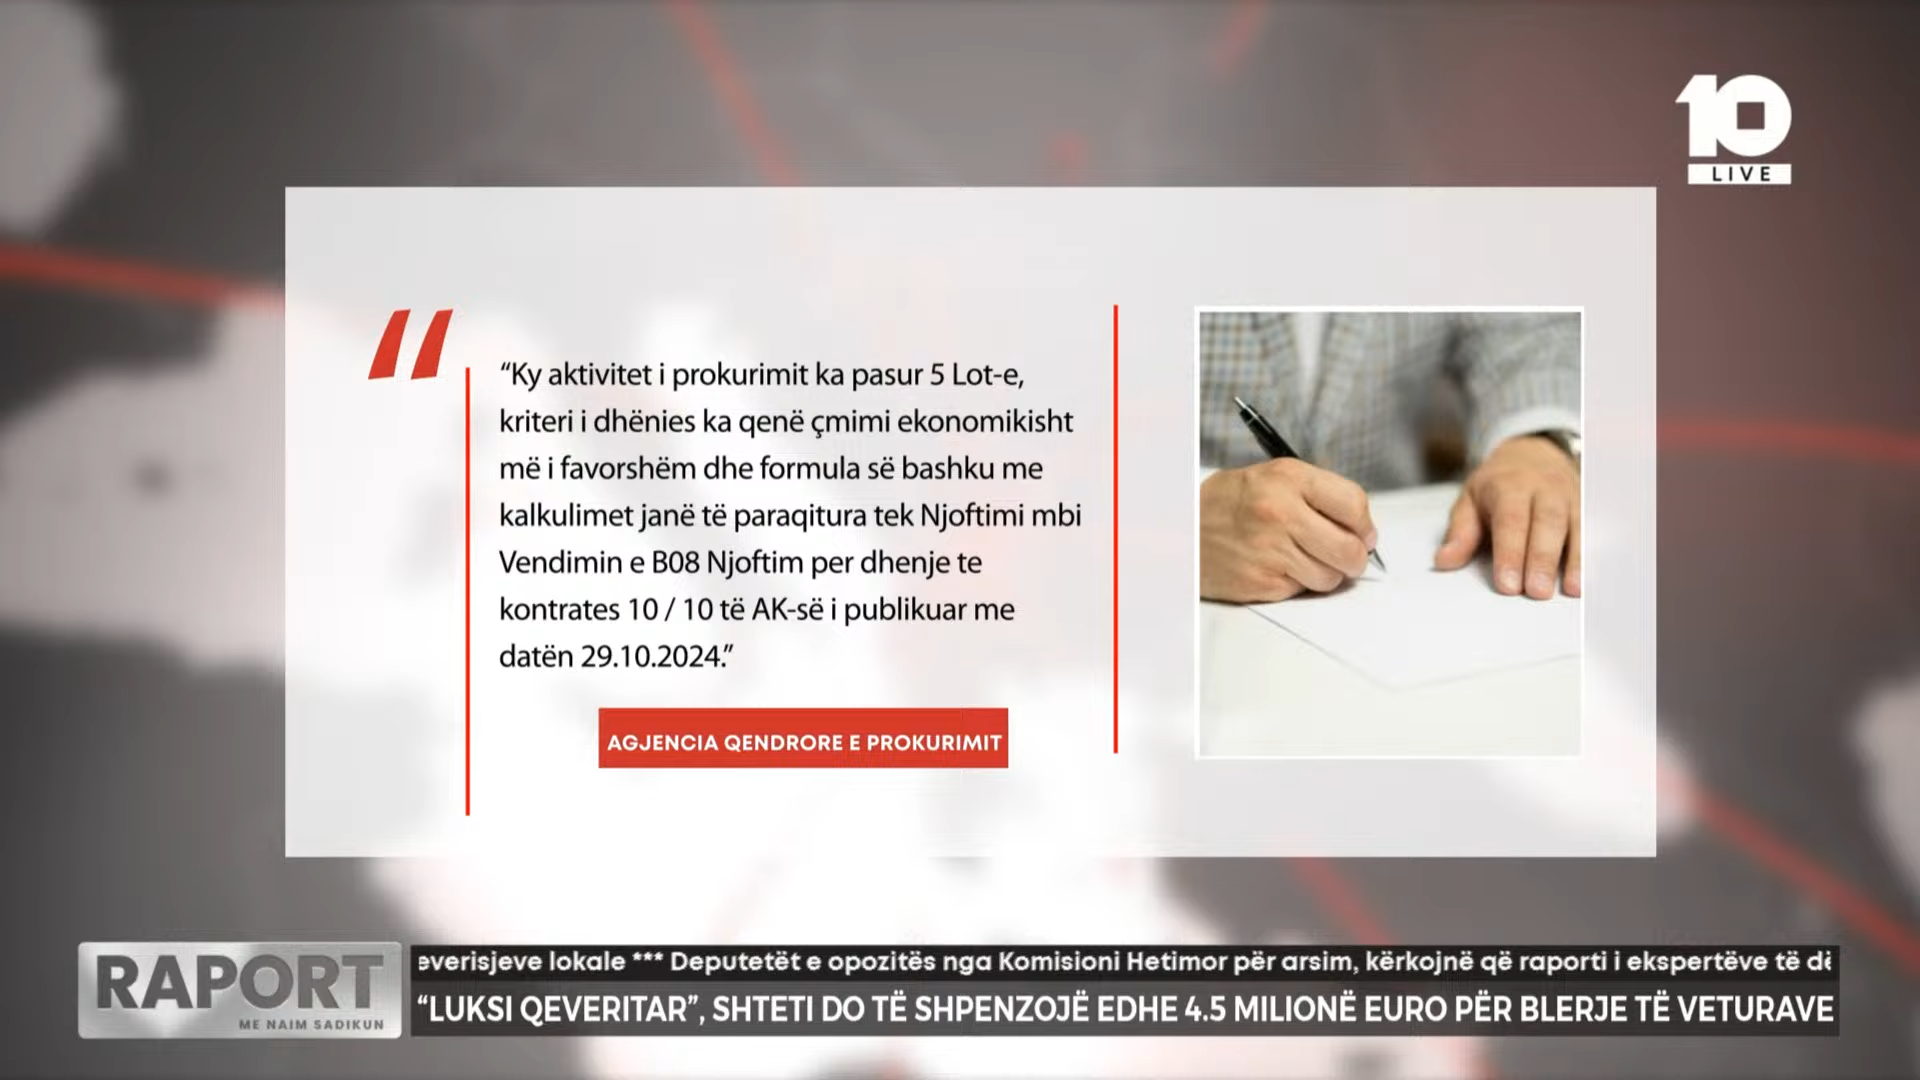 10
LIVE
“Ky aktivitet i prokurimit ka pasur 5 Lot-e,
kriteri i dhënies ka qenë çmimi ekonomikisht
më i favorshëm dhe formula së bashku me
kalkulimet janë të paraqitura tek Njoftimi mbi
Vendimin e B08 Njoftim per dhenje te
kontrates 10 / 10 të AK-së i publikuar me
datën 29.10.2024.”
AGJENCIA QENDRORE E PROKURIMIT
RAPORT
ME NAIM SADIKUN
everisjeve lokale *** Deputetët e opozitës nga Komisioni Hetimor për arsim, kërkojnë që raporti i ekspertëve të
“LUKSI QEVERITAR”, SHTETI DO TË SHPENZOJË EDHE 4.5 MILIONË EURO PËR BLERJE TË VETURAVE